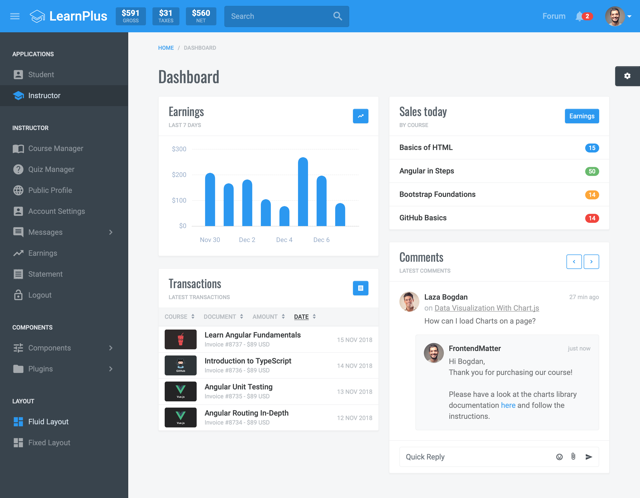 LearnPlus
$591
GROSS
$31
TAXES
$560
NET
Search
Forum
2
APPLICATIONS
Student
Instructor
INSTRUCTOR
Course Manager
Quiz Manager
Public Profile
Account Settings
Messages
Earnings
Statement
Logout
COMPONENTS
Components
Plugins
LAYOUT
Fluid Layout
Fixed Layout
HOME / DASHBOARD
Dashboard
Earnings
LAST 7 DAYS
$300
$200
$100
$0
Nov 30 Dec 2 Dec 4 Dec 6
Transactions
LATEST TRANSACTIONS
COURSE DOCUMENT AMOUNT DATE
Learn Angular Fundamentals
Invoice #8737 - $89 USD
15 NOV 2018
Introduction to TypeScript
Invoice #8736 - $89 USD
14 NOV 2018
Angular Unit Testing
Invoice #8735 - $89 USD
13 NOV 2018
Angular Routing In-Depth
Invoice #8734 - $89 USD
12 NOV 2018
Sales today
BY COURSE
Earnings
Basics of HTML 15
Angular in Steps 50
Bootstrap Foundations 14
GitHub Basics 14
Comments
LATEST COMMENTS
Laza Bogdan 27 min ago
on Data Visualization With Chart.js
How can I load Charts on a page?
FrontendMatter just now
Hi Bogdan,
Thank you for purchasing our course!
Please have a look at the charts library
documentation here and follow the
instructions.
Quick Reply